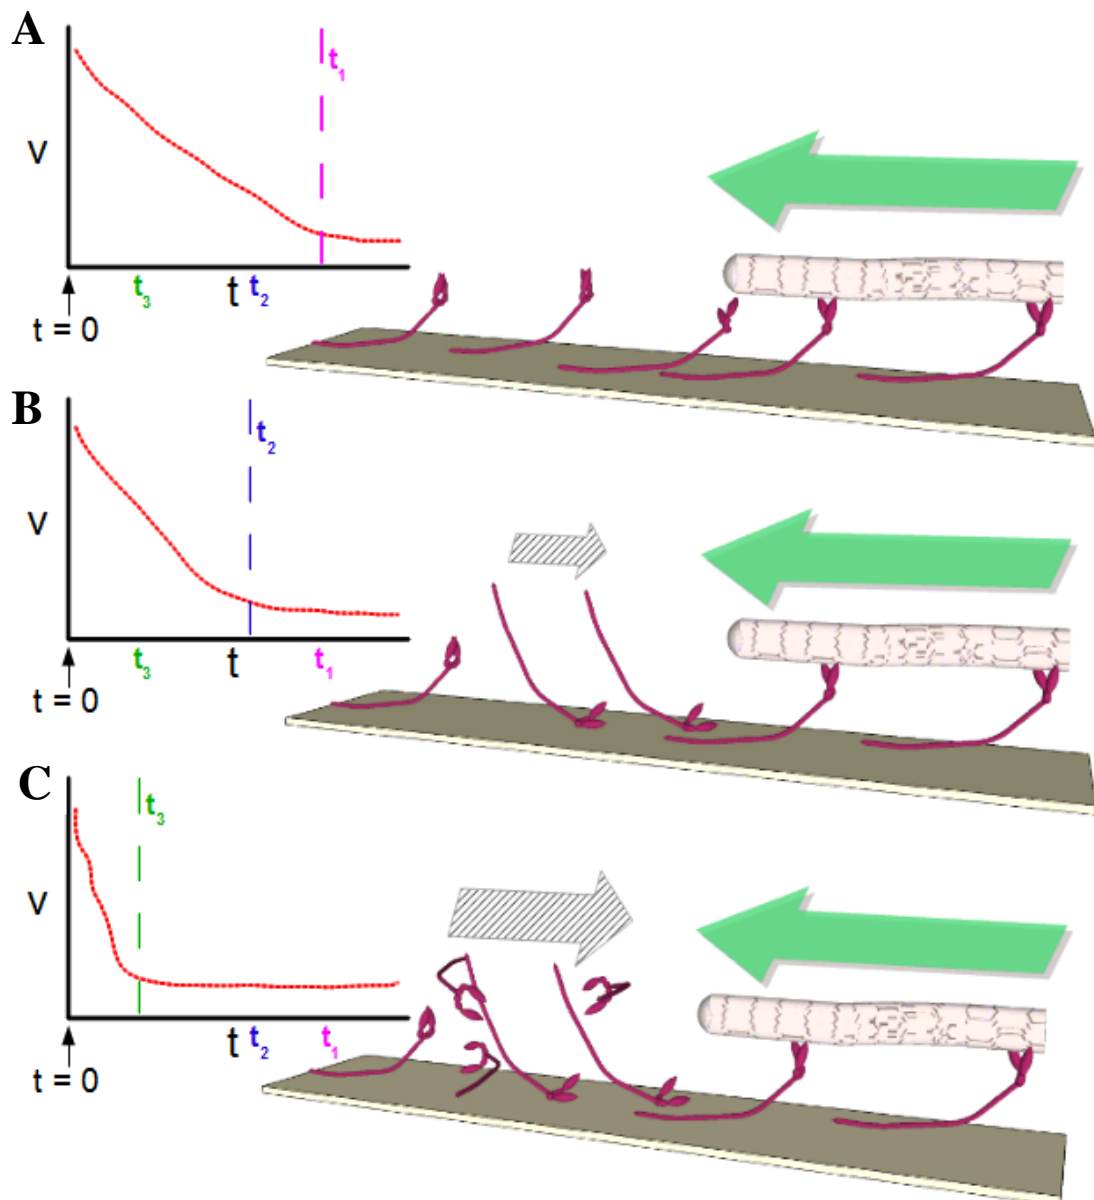 A
t₁
V
t₃ t t₂
t = 0
B
t₂
V
t₃ t t₁
t = 0
C
t₃
V
t t₂ t₁
t = 0